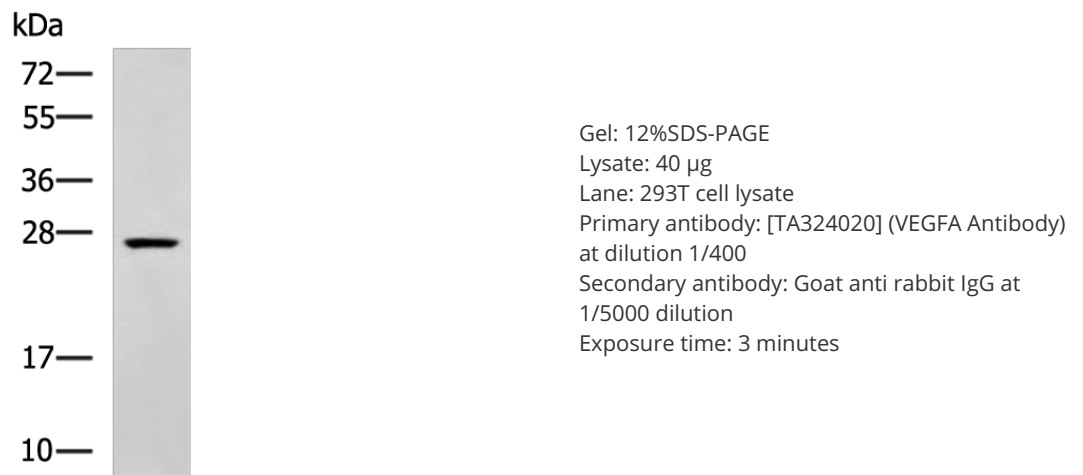 kDa
72
55
36
28
17
10
Gel: 12%SDS-PAGE
Lysate: 40 µg
Lane: 293T cell lysate
Primary antibody: [TA324020] (VEGFA Antibody)
at dilution 1/400
Secondary antibody: Goat anti rabbit IgG at
1/5000 dilution
Exposure time: 3 minutes